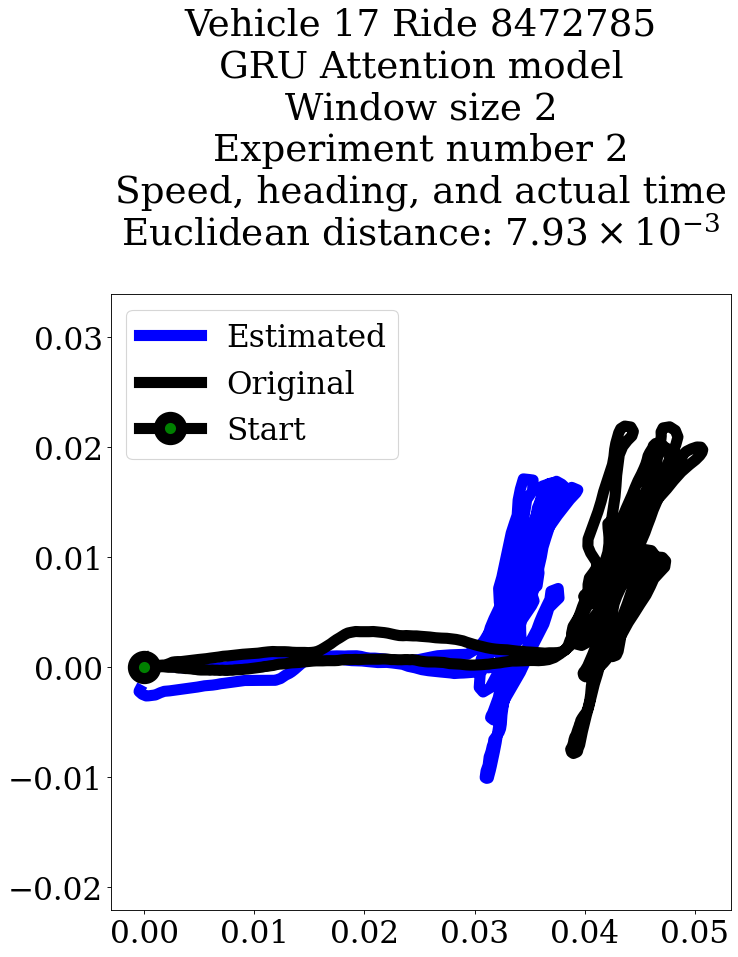 Vehicle 17 Ride 8472785
GRU Attention model
Window size 2
Experiment number 2
Speed, heading, and actual time
Euclidean distance: 7.93 × 10⁻³
Estimated
Original
Start
0.03
0.02
0.01
0.00
−0.01
−0.02
0.00 0.01 0.02 0.03 0.04 0.05